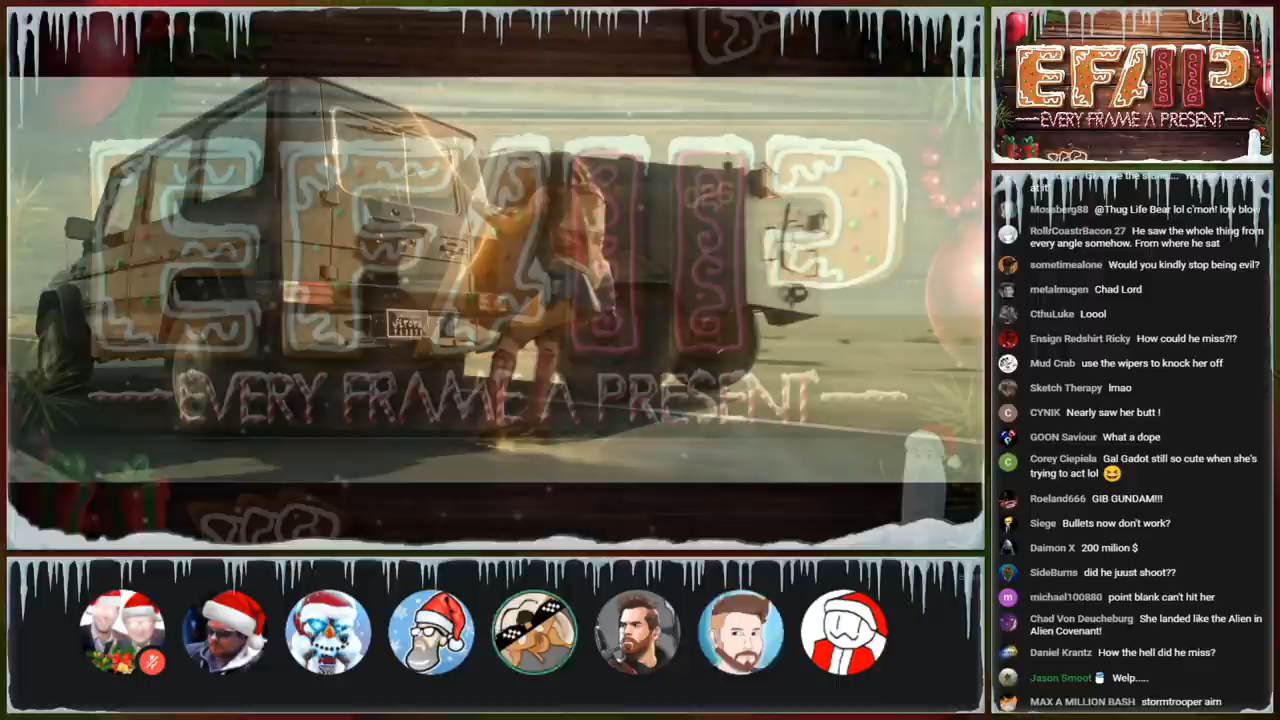 EFAP
EVERY FRAME A PRESENT
EFAP
EVERY FRAME A PRESENT
Mossberg88 @Thug Life Bear lol c'mon! low blow
RollrCoastrBacon 27 He saw the whole thing from
every angle somehow. From where he sat
sometimealone Would you kindly stop being evil?
metalmugen Chad Lord
CthuLuke Loool
Ensign Redshirt Ricky How could he miss?!?
Mud Crab use the wipers to knock her off
Sketch Therapy lmao
C CYNIK Nearly saw her butt !
GOON Saviour What a dope
C Corey Ciepiela Gal Gadot still so cute when she's
trying to act lol 😆
Roeland666 GIB GUNDAM!!!
Siege Bullets now don't work?
Daimon X 200 milion $
SideBurns did he juust shoot??
m michael100880 point blank can't hit her
Chad Von Deucheburg She landed like the Alien in
Alien Covenant!
Daniel Krantz How the hell did he miss?
Jason Smoot Welp.....
MAX A MILLION BASH stormtrooper aim